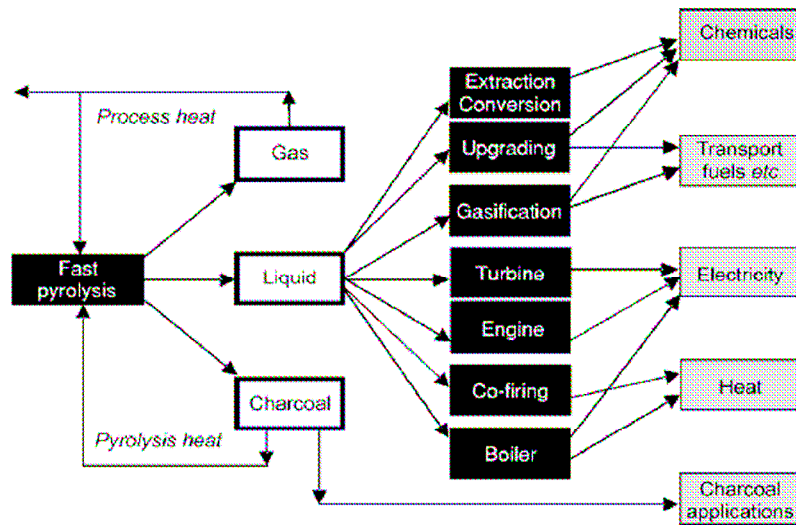 Chemicals
Extraction
Conversion
Process heat
Gas
Upgrading
Transport
fuels etc
Gasification
Fast
pyrolysis
Liquid
Turbine
Electricity
Engine
Charcoal
Co-firing
Heat
Pyrolysis heat
Boiler
Charcoal
applications